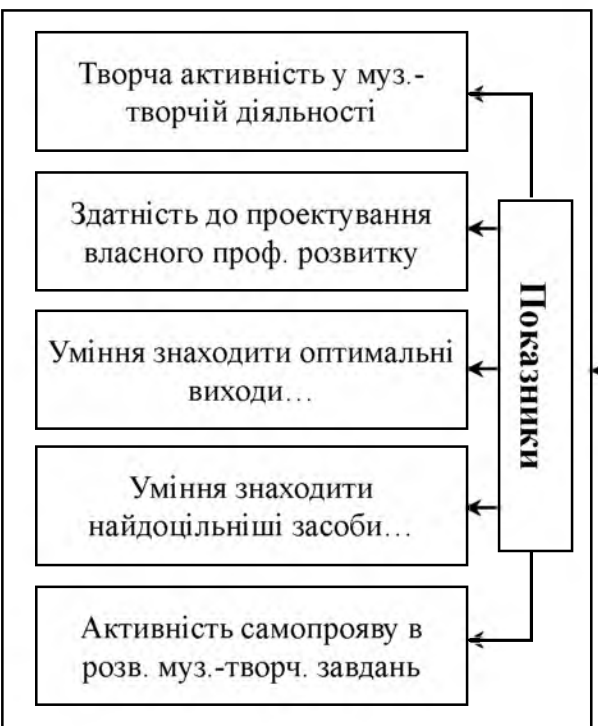 Творча активність у муз.-
творчій діяльності
Здатність до проектування
власного проф. розвитку
Уміння знаходити оптимальні
виходи…
Уміння знаходити
найдоцільніші засоби…
Активність самопрояву в
розв. муз.-творч. завдань
Показники